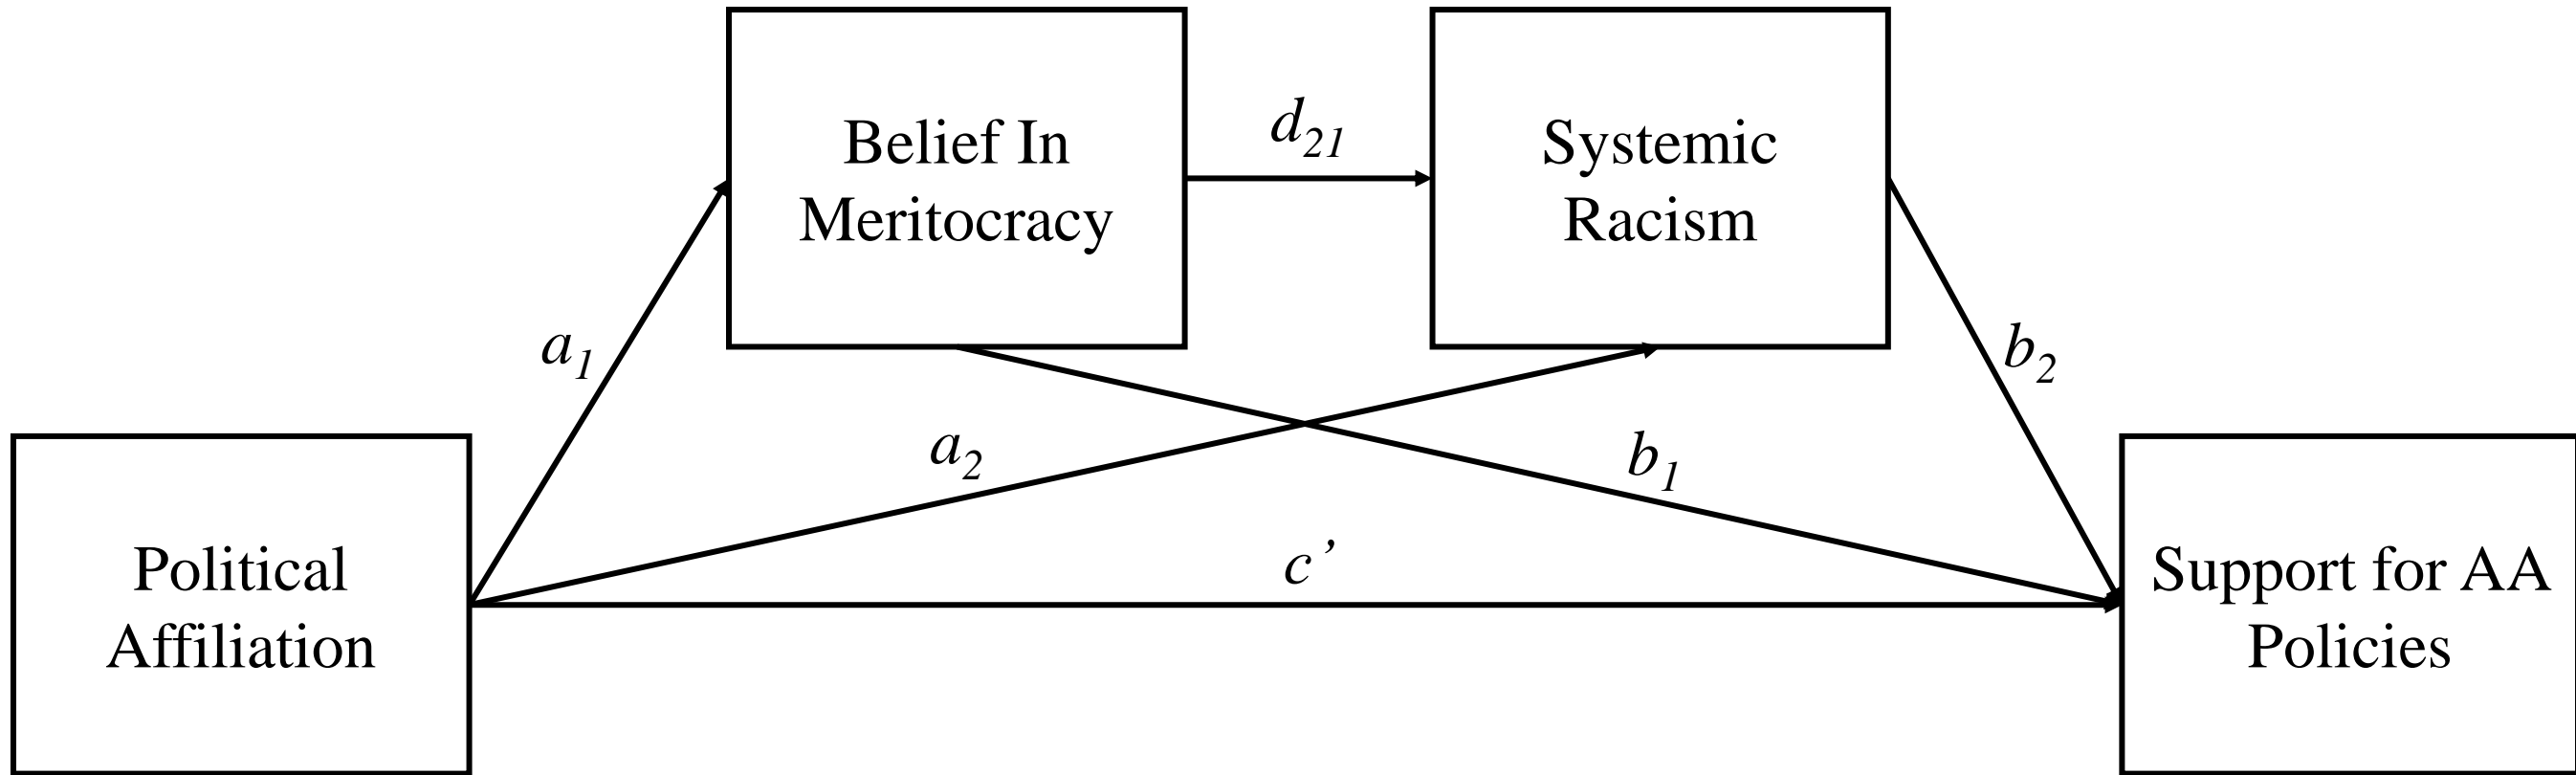 Belief In
Meritocracy
d21
Systemic
Racism
a1
b2
a2
b1
Political
Affiliation
c’
Support for AA
Policies